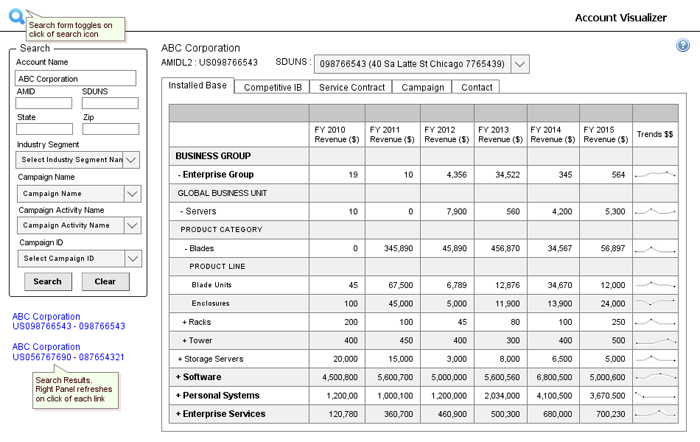 Search form toggles on
click of search icon
Account Visualizer
Search
Account Name
ABC Corporation
AMID SDUNS
State Zip
Industry Segment
Select Industry Segment Nan
Campaign Name
Campaign Name
Campaign Activity Name
Campaign Activity Name
Campaign ID
Select Campaign ID
Search Clear
ABC Corporation
US098766543 - 098766543
ABC Corporation
US056767690 - 087654321
Search Results.
Right Panel refreshes
on click of each link
ABC Corporation
AMIDL2 : US098766543 SDUNS : 098766543 (40 Sa Latte St Chicago 7765439)
?
Installed Base Competitive IB Service Contract Campaign Contact
FY 2010 FY 2011 FY 2012 FY 2013 FY 2014 FY 2015 Trends $$
Revenue ($) Revenue ($) Revenue ($) Revenue ($) Revenue ($) Revenue ($)
BUSINESS GROUP
- Enterprise Group 19 10 4,356 34,522 345 564
GLOBAL BUSINESS UNIT
- Servers 10 0 7,900 560 4,200 5,300
PRODUCT CATEGORY
- Blades 0 345,890 45,890 456,870 34,567 56,897
PRODUCT LINE
Blade Units 45 67,500 6,789 12,876 34,670 12,000
Enclosures 100 45,000 5,000 11,900 13,900 24,000
+ Racks 200 100 45 80 100 250
+ Tower 400 450 400 300 400 500
+ Storage Servers 20,000 15,000 3,000 8,000 6,500 5,000
+ Software 4,500,800 5,600,700 5,000,000 5,600,560 6,800,500 5,000,600
+ Personal Systems 1,200,00 1,000,100 1,200,000 2,034,000 4,100,500 3,670.500
+ Enterprise Services 120,780 360,700 460,900 500,300 680,000 700,230